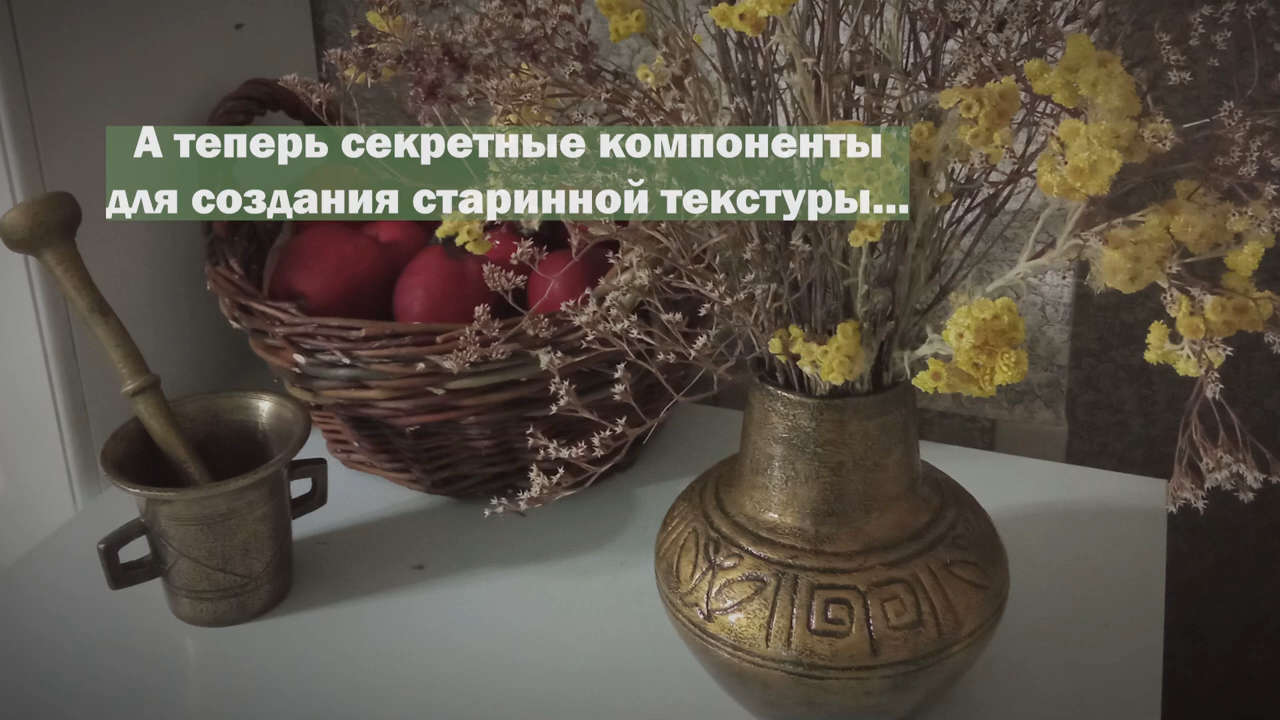 А теперь секретные компоненты
для создания старинной текстуры...